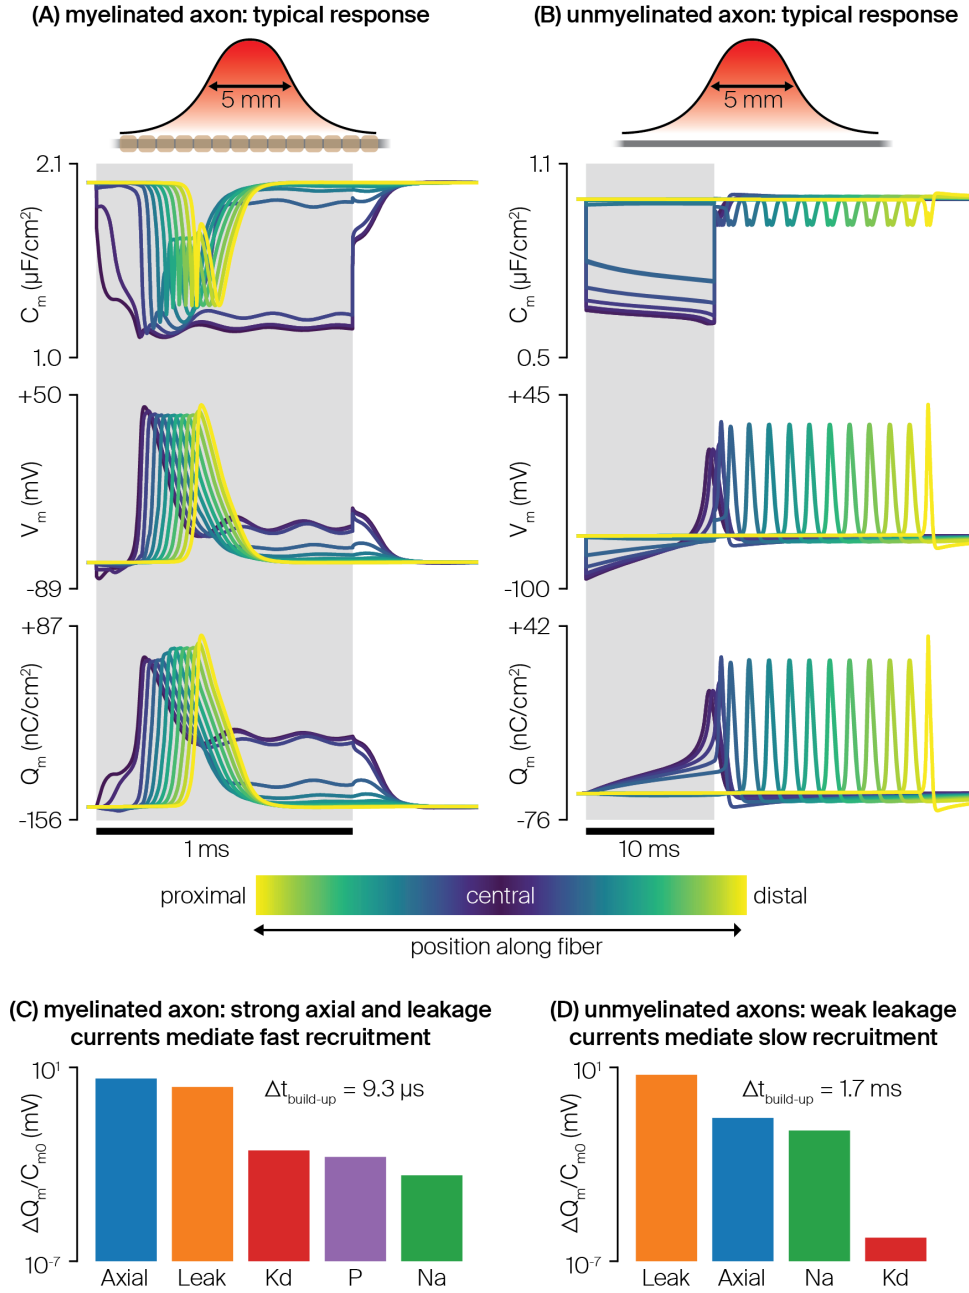 (A) myelinated axon: typical response
5 mm
2.1
Cm (µF/cm²)
1.0
+50
Vm (mV)
-89
+87
Qm (nC/cm²)
-156
1 ms
(B) unmyelinated axon: typical response
5 mm
1.1
Cm (µF/cm²)
0.5
+45
Vm (mV)
-100
+42
Qm (nC/cm²)
-76
10 ms
proximal
central
distal
position along fiber
(C) myelinated axon: strong axial and leakage
currents mediate fast recruitment
10¹
ΔQm/Cm0 (mV)
10⁻⁷
Δtbuild-up = 9.3 µs
Axial Leak Kd P Na
(D) unmyelinated axons: weak leakage
currents mediate slow recruitment
10¹
ΔQm/Cm0 (mV)
10⁻⁷
Δtbuild-up = 1.7 ms
Leak Axial Na Kd